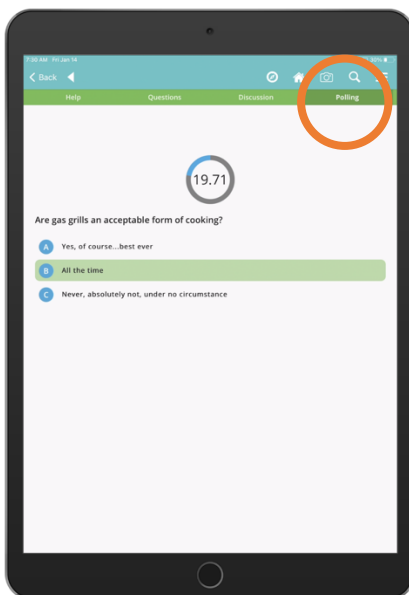 7:30 AM Fri Jan 14
30%
Back
Help Questions Discussion Polling
19.71
Are gas grills an acceptable form of cooking?
A Yes, of course...best ever
B All the time
C Never, absolutely not, under no circumstance